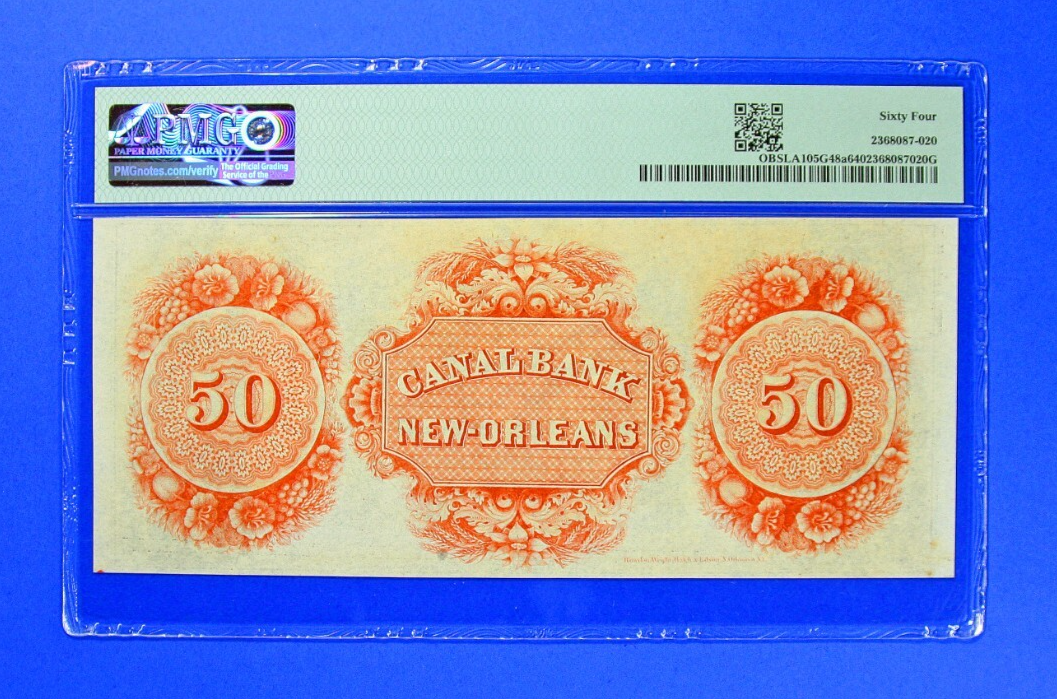 PMG
PAPER MONEY GUARANTY
PMGnotes.com/verify
The Official Grading
Service of the
Sixty Four
2368087-020
OBSLA105G48a6402368087020G
50
CANAL BANK
NEW-ORLEANS
50